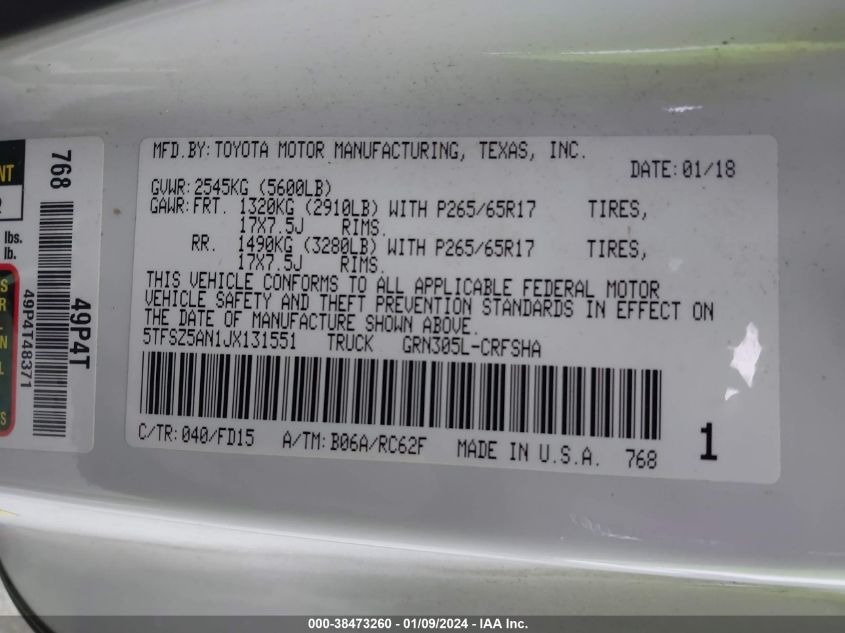 MFD.BY: TOYOTA MOTOR MANUFACTURING, TEXAS, INC.
DATE: 01/18
GVWR: 2545KG (5600LB)
GAWR: FRT. 1320KG (2910LB) WITH P265/65R17 TIRES,
17X7.5J RIMS.
RR. 1490KG (3280LB) WITH P265/65R17 TIRES,
17X7.5J RIMS.
THIS VEHICLE CONFORMS TO ALL APPLICABLE FEDERAL MOTOR
VEHICLE SAFETY AND THEFT PREVENTION STANDARDS IN EFFECT ON
THE DATE OF MANUFACTURE SHOWN ABOVE.
5TFSZ5AN1JX131551 TRUCK GRN305L-CRFSHA
C/TR: 040/FD15 A/TM: B06A/RC62F MADE IN U.S.A. 768
1
768
49P4T
49P4T48371
lbs.
lb.
000-38473260 - 01/09/2024 - IAA Inc.